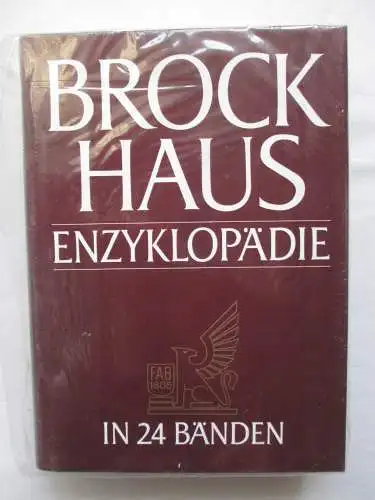 BROCK
HAUS
ENZYKLOPÄDIE
FAB
1805
IN 24 BÄNDEN